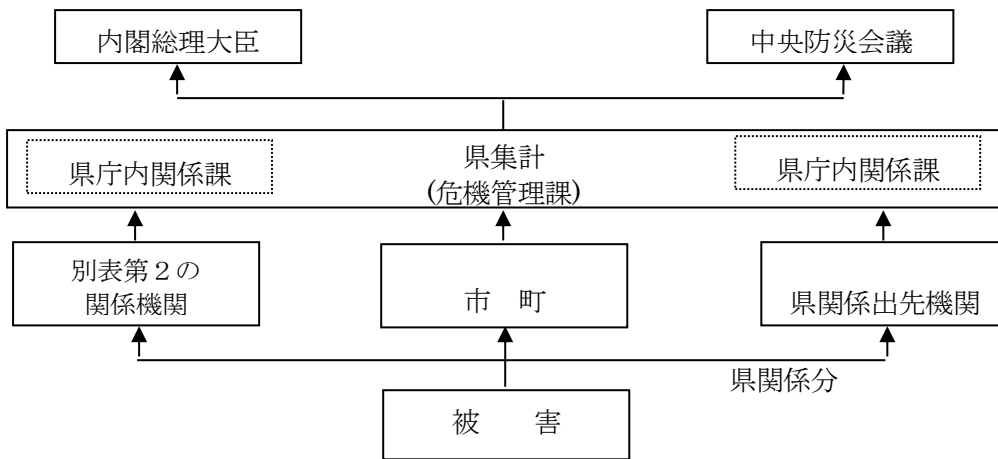 内閣総理大臣
中央防災会議
県庁内関係課
県集計
(危機管理課)
県庁内関係課
別表第２の
関係機関
市　町
県関係出先機関
県関係分
被　　害